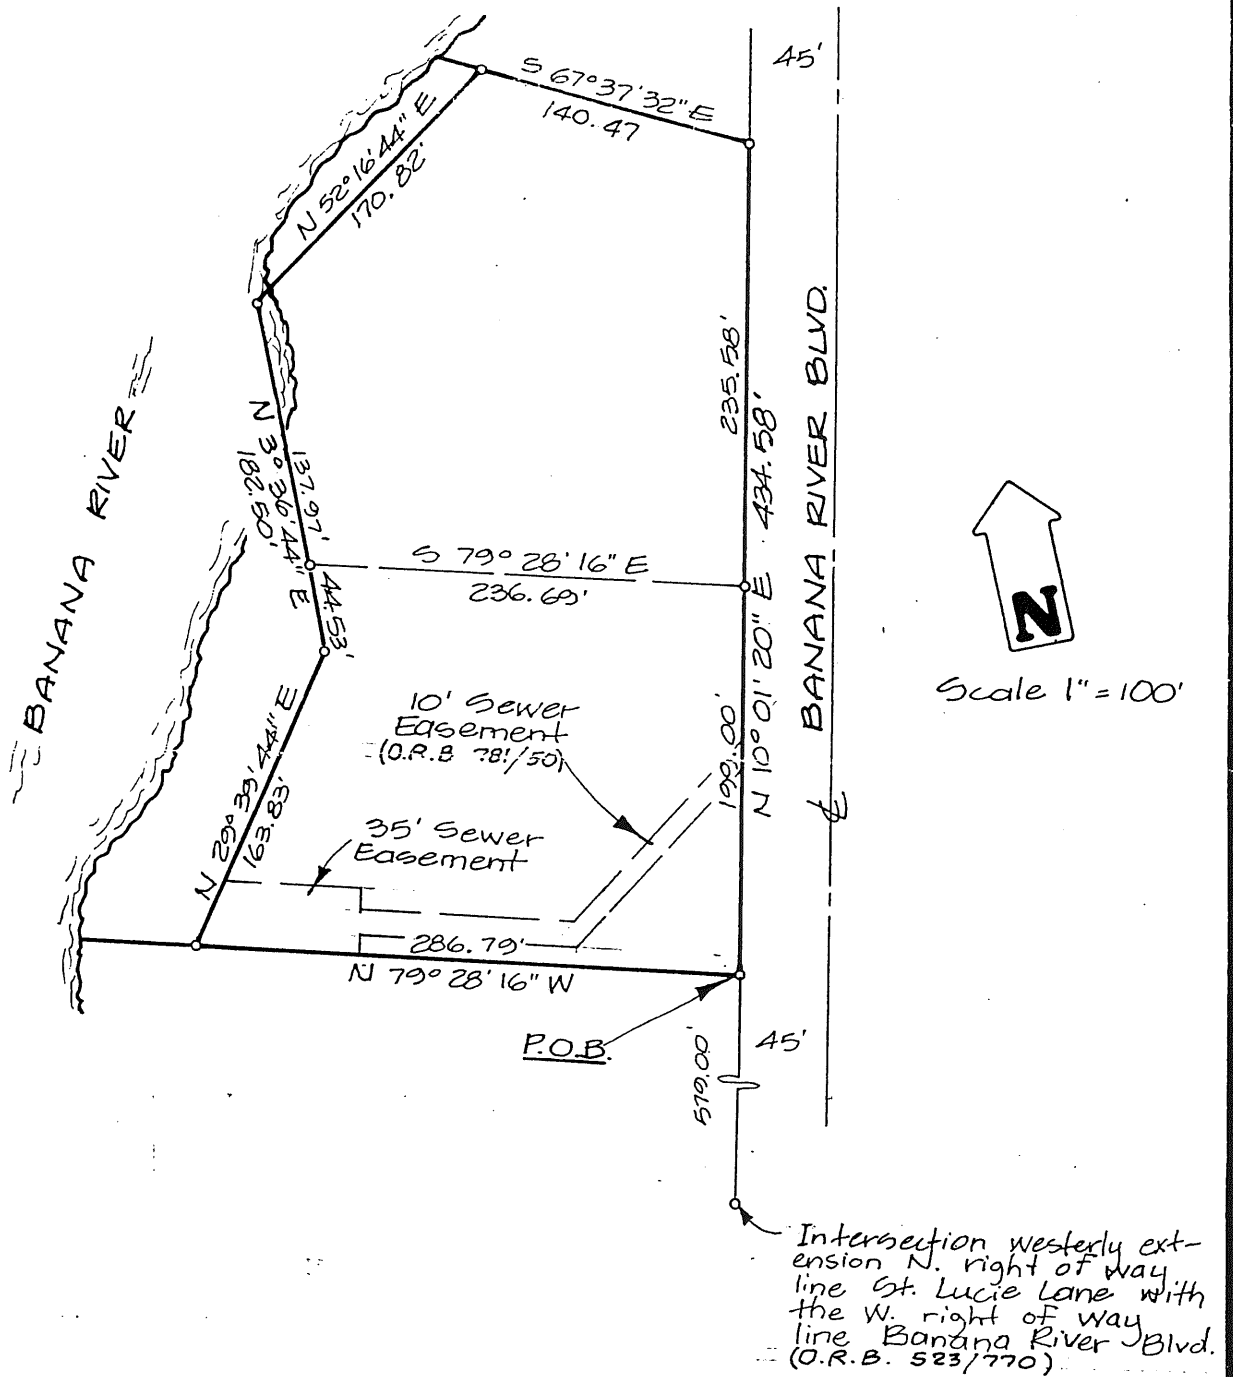 45'
S 67°37'32" E
140.47
N 52°16'44" E
170.82'
BANANA RIVER
N 3°36'44" E
182.50'
137.97'
44.53'
235.58'
N 10°01'20" E 434.58'
BANANA RIVER BLVD.
S 79°28'16" E
236.69'
N
Scale 1"=100'
10' Sewer
Easement
(O.R.B 781/50)
199.00'
℄
N 29°39'44" E
163.83'
35' Sewer
Easement
286.79'
N 79°28'16" W
P.O.B.
45'
576.00'
Intersection westerly ext-
ension N. right of way
line St. Lucie Lane with
the W. right of way
line Banana River Blvd.
(O.R.B. 523/770)